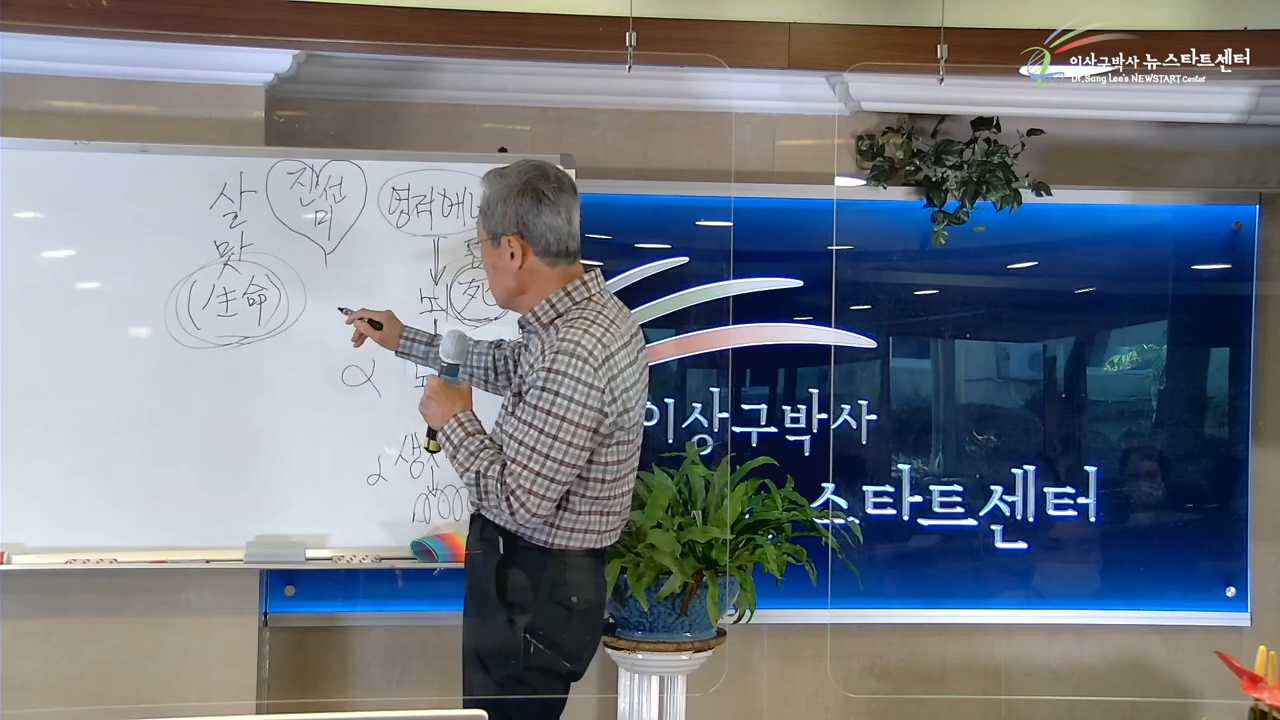 이상구박사 뉴스타트센터
Dr. Sang Lee's NEWSTART Center
살
맛
(生命)
진선
미
영적에너
死
뇌
α
α 생
이상구박사
스타트센터